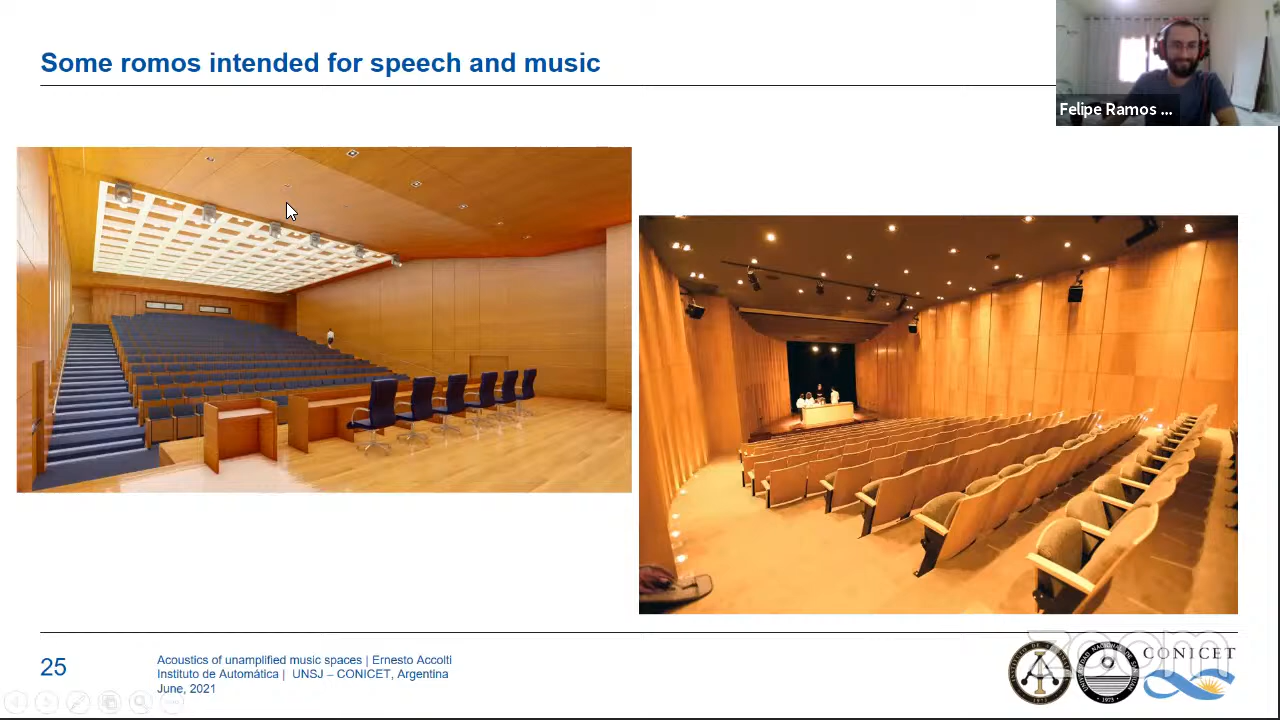 Some romos intended for speech and music
Felipe Ramos ...
25
Acoustics of unamplified music spaces | Ernesto Accolti
Instituto de Automática | UNSJ – CONICET, Argentina
June, 2021
zoom
CONICET